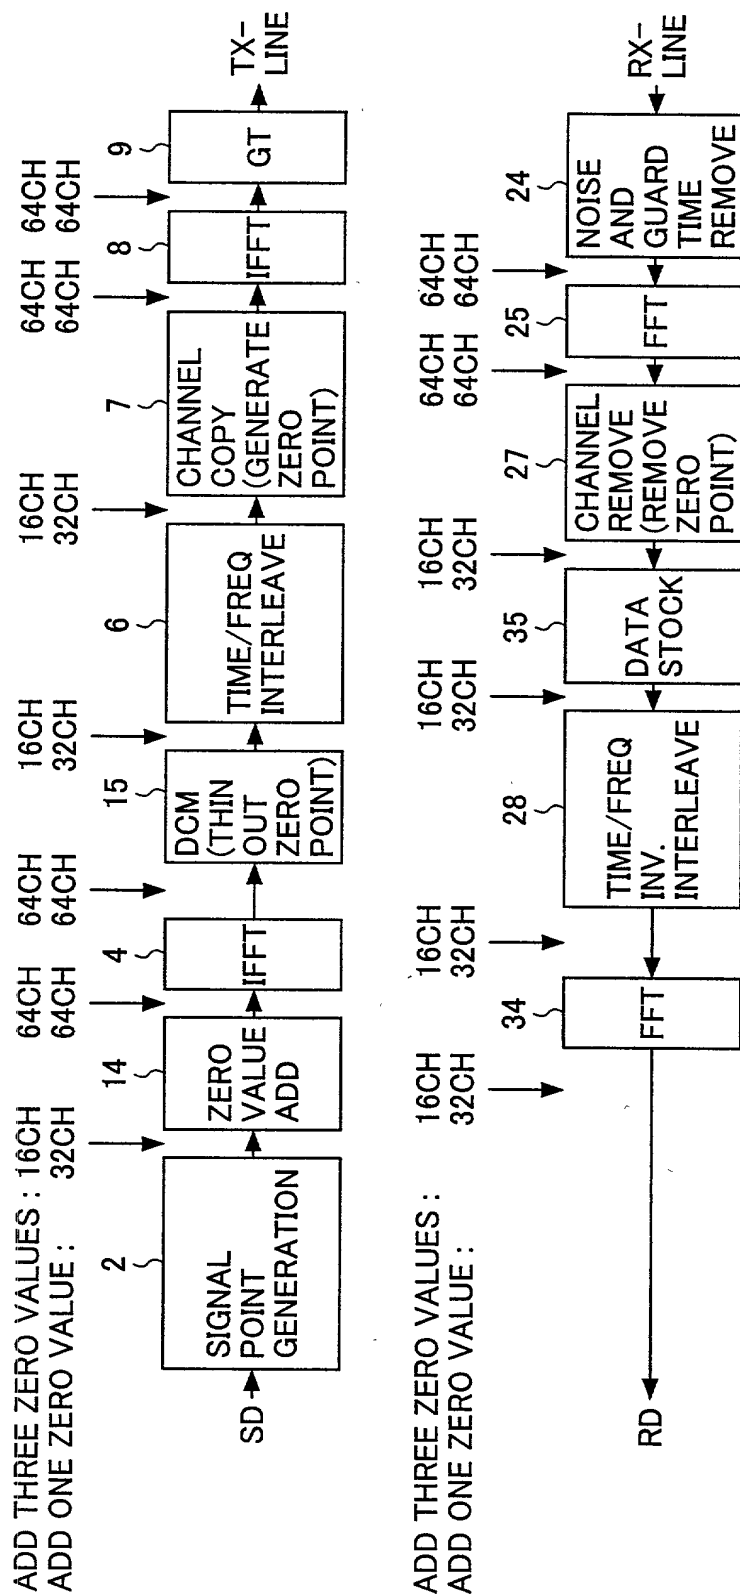 ADD THREE ZERO VALUES : 16CH 64CH 64CH 16CH 16CH 64CH 64CH
ADD ONE ZERO VALUE : 32CH 64CH 64CH 32CH 32CH 64CH 64CH
2
14
4
15
6
7
8
9
SD
SIGNAL
POINT
GENERATION
ZERO
VALUE
ADD
IFFT
DCM
(THIN
OUT
ZERO
POINT)
TIME/FREQ
INTERLEAVE
CHANNEL
COPY
(GENERATE
ZERO
POINT)
IFFT
GT
TX-
LINE
ADD THREE ZERO VALUES : 16CH 16CH 16CH 16CH 64CH 64CH
ADD ONE ZERO VALUE : 32CH 32CH 32CH 32CH 64CH 64CH
34
28
35
27
25
24
RD
FFT
TIME/FREQ
INV.
INTERLEAVE
DATA
STOCK
CHANNEL
REMOVE
(REMOVE
ZERO
POINT)
FFT
NOISE
AND
GUARD
TIME
REMOVE
RX-
LINE